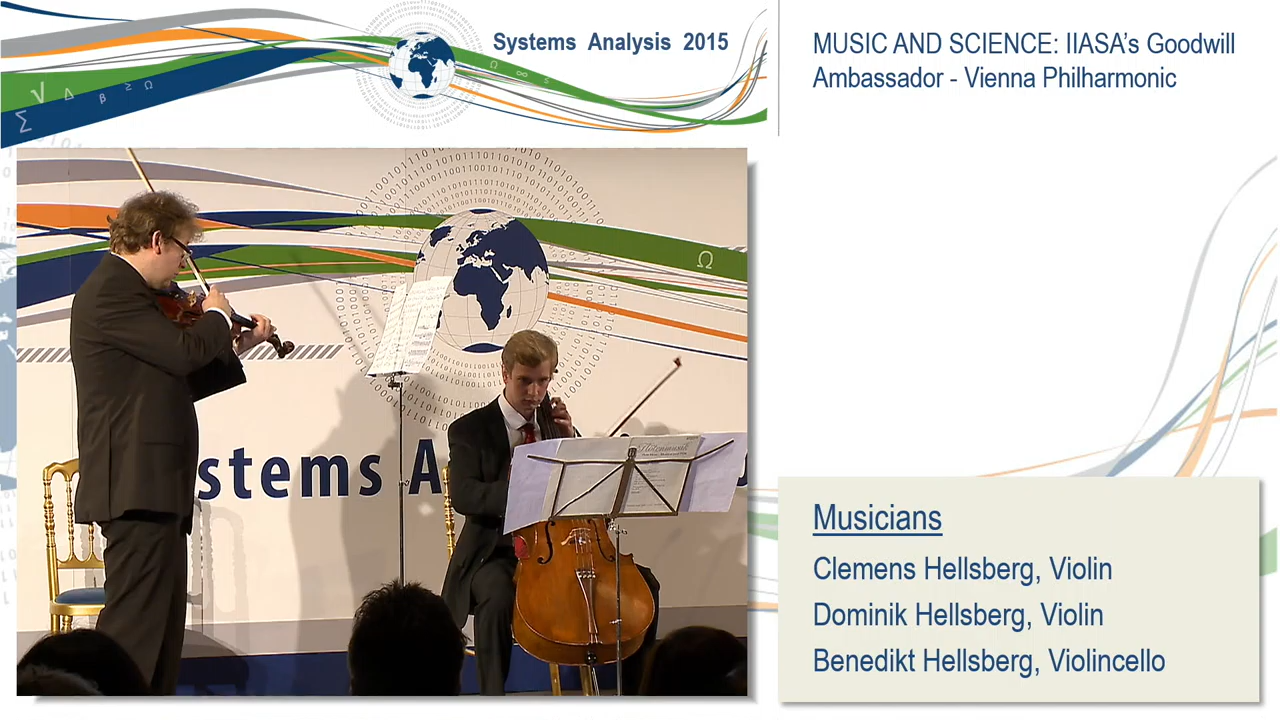 Systems Analysis 2015
MUSIC AND SCIENCE: IIASA's Goodwill
Ambassador - Vienna Philharmonic
√ Δ β ≥ Ω
Σ
Ω ∞ ≤
Ω
stems A
Flötenmusik
Musicians
Clemens Hellsberg, Violin
Dominik Hellsberg, Violin
Benedikt Hellsberg, Violincello